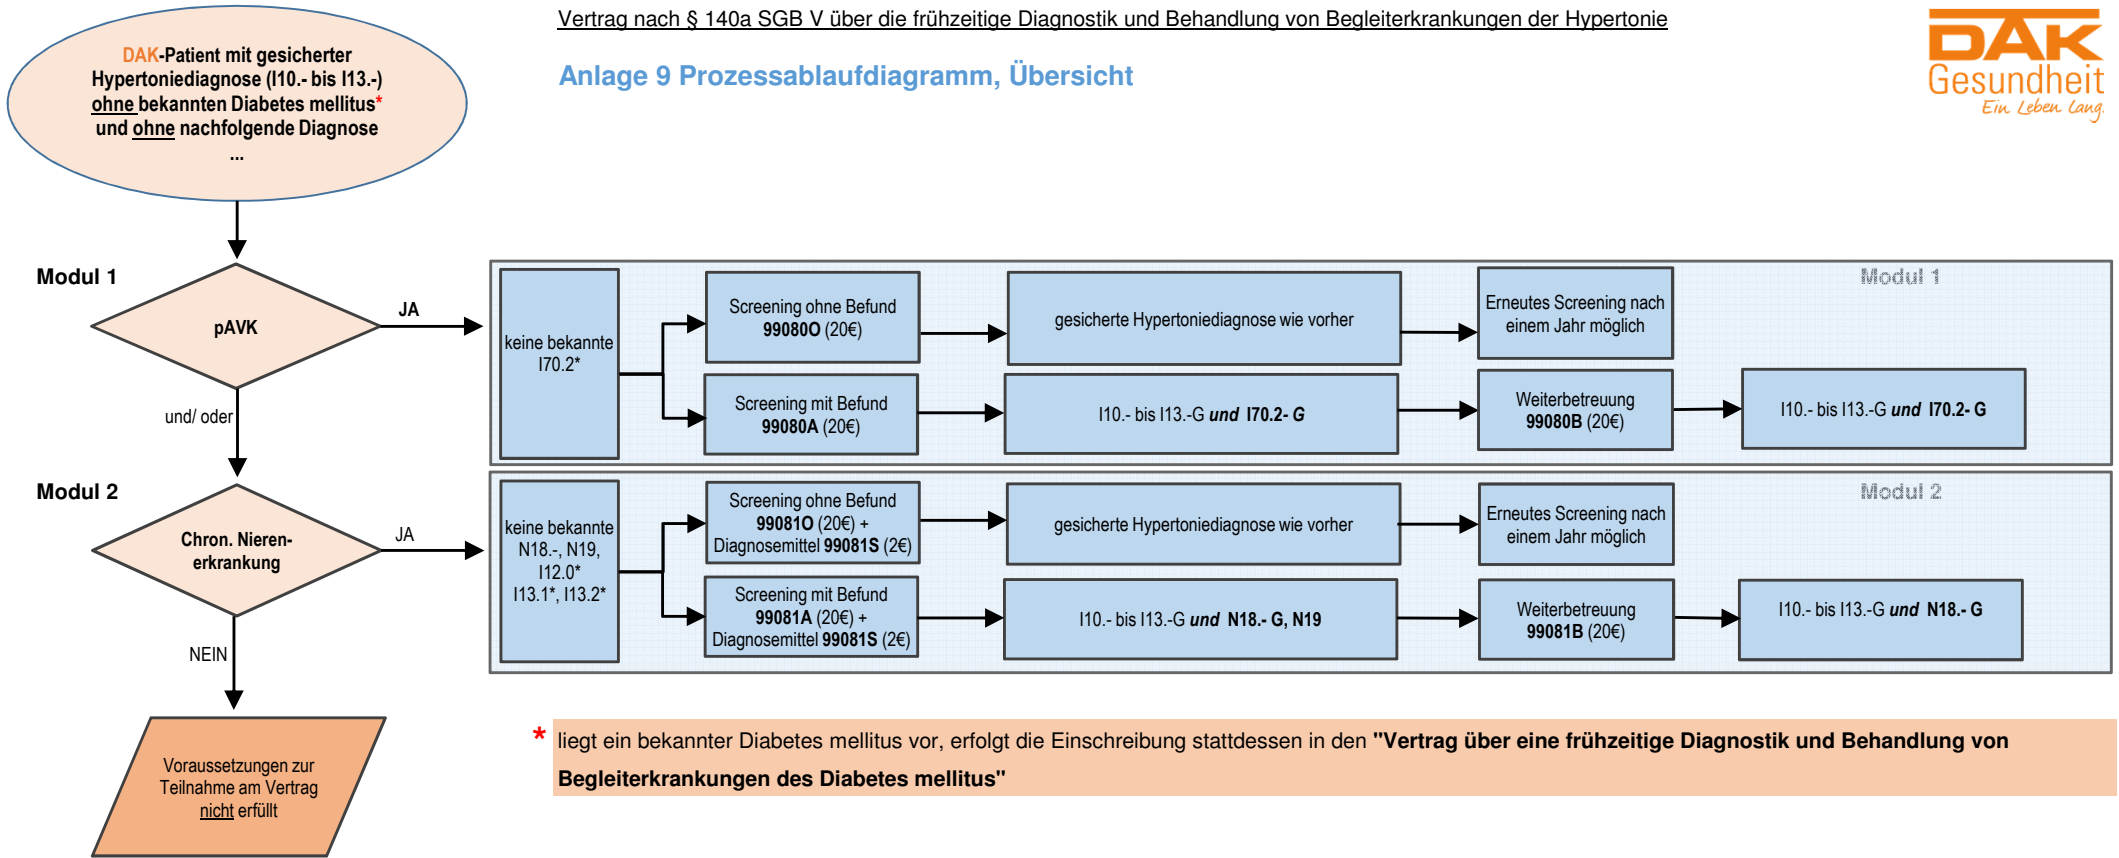 Vertrag nach § 140a SGB V über die frühzeitige Diagnostik und Behandlung von Begleiterkrankungen der Hypertonie
Anlage 9 Prozessablaufdiagramm, Übersicht
DAK
Gesundheit
Ein Leben lang.
DAK-Patient mit gesicherter
Hypertoniediagnose (I10.- bis I13.-)
ohne bekannten Diabetes mellitus*
und ohne nachfolgende Diagnose
...
Modul 1
pAVK
JA
und/ oder
Modul 1
keine bekannte
I70.2*
Screening ohne Befund
99080O (20€)
gesicherte Hypertoniediagnose wie vorher
Erneutes Screening nach
einem Jahr möglich
Screening mit Befund
99080A (20€)
I10.- bis I13.-G und I70.2- G
Weiterbetreuung
99080B (20€)
I10.- bis I13.-G und I70.2- G
Modul 2
Chron. Nieren-
erkrankung
JA
NEIN
Modul 2
keine bekannte
N18.-, N19,
I12.0*
I13.1*, I13.2*
Screening ohne Befund
99081O (20€) +
Diagnosemittel 99081S (2€)
gesicherte Hypertoniediagnose wie vorher
Erneutes Screening nach
einem Jahr möglich
Screening mit Befund
99081A (20€) +
Diagnosemittel 99081S (2€)
I10.- bis I13.-G und N18.- G, N19
Weiterbetreuung
99081B (20€)
I10.- bis I13.-G und N18.- G
Voraussetzungen zur
Teilnahme am Vertrag
nicht erfüllt
* liegt ein bekannter Diabetes mellitus vor, erfolgt die Einschreibung stattdessen in den "Vertrag über eine frühzeitige Diagnostik und Behandlung von
Begleiterkrankungen des Diabetes mellitus"